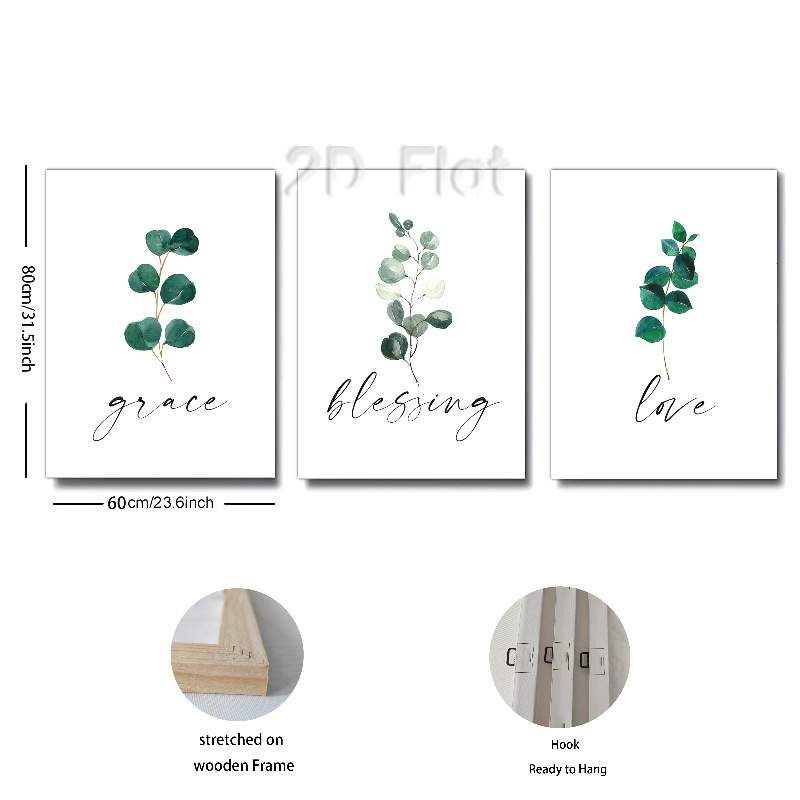 2D Flat
80cm/31.5inch
grace
blessing
love
60cm/23.6inch
stretched on
wooden Frame
Hook
Ready to Hang